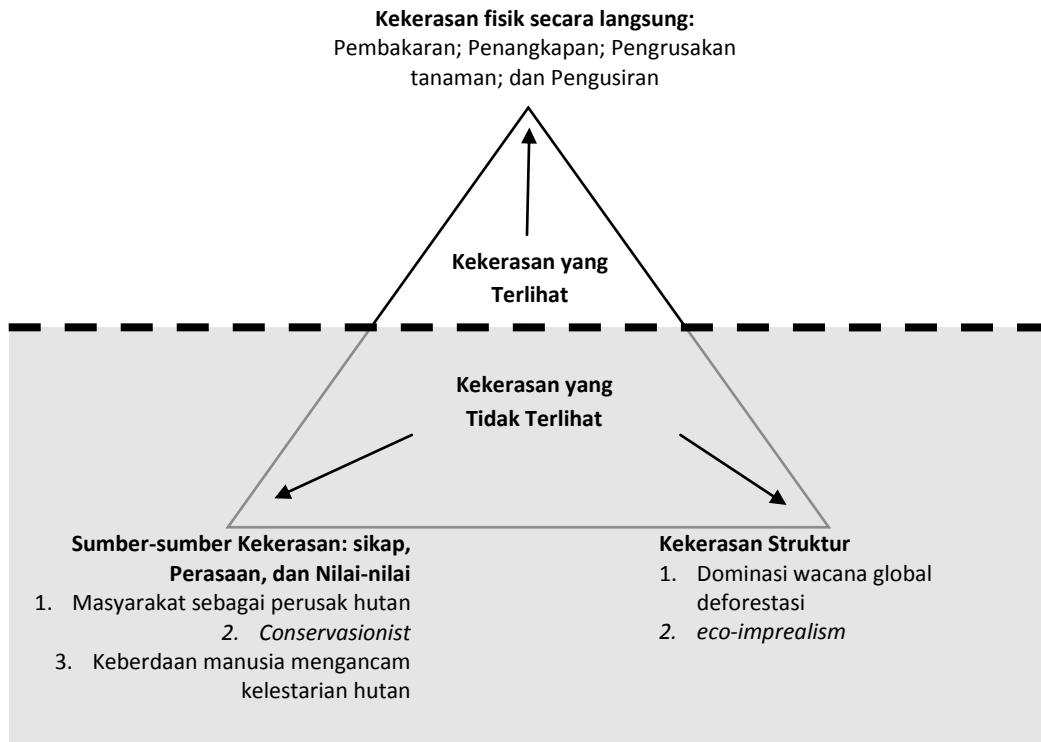 Kekerasan fisik secara langsung:
Pembakaran; Penangkapan; Pengrusakan
tanaman; dan Pengusiran
Kekerasan yang
Terlihat
Kekerasan yang
Tidak Terlihat
Sumber-sumber Kekerasan: sikap,
Perasaan, dan Nilai-nilai
1. Masyarakat sebagai perusak hutan
2. Conservasionist
3. Keberdaan manusia mengancam
kelestarian hutan
Kekerasan Struktur
1. Dominasi wacana global
deforestasi
2. eco-imprealism